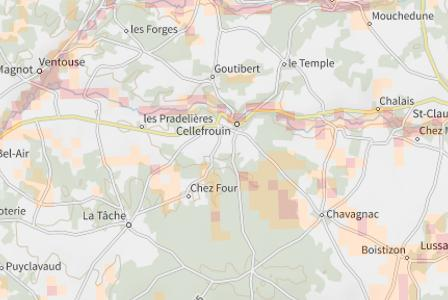 Mouchedune
les Forges
Ventouse
Magnot
Goutibert
le Temple
Chalais
St-Clau
les Pradelières
Cellefrouin
Chez M
Bel-Air
Chez Four
oterie
La Tâche
Chavagnac
Lussa
Boistizon
Puyclavaud